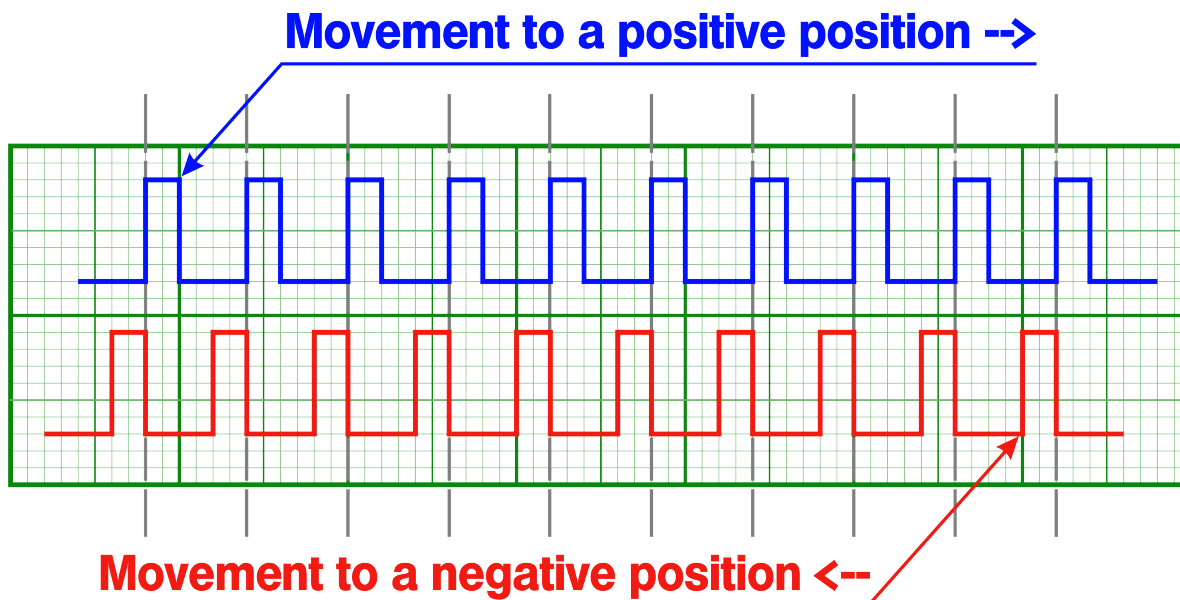 Movement to a positive position -->
Movement to a negative position <--